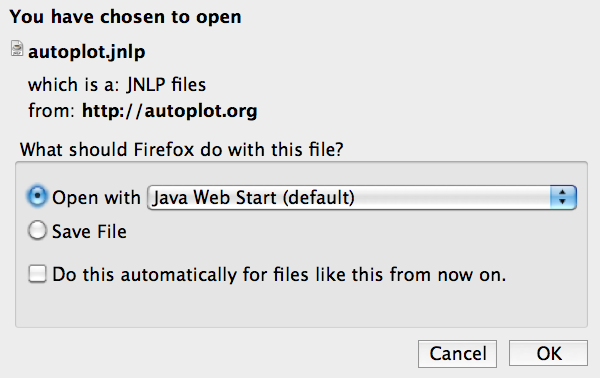 You have chosen to open
autoplot.jnlp
which is a: JNLP files
from: http://autoplot.org
What should Firefox do with this file?
Open with Java Web Start (default)
Save File
Do this automatically for files like this from now on.
Cancel OK